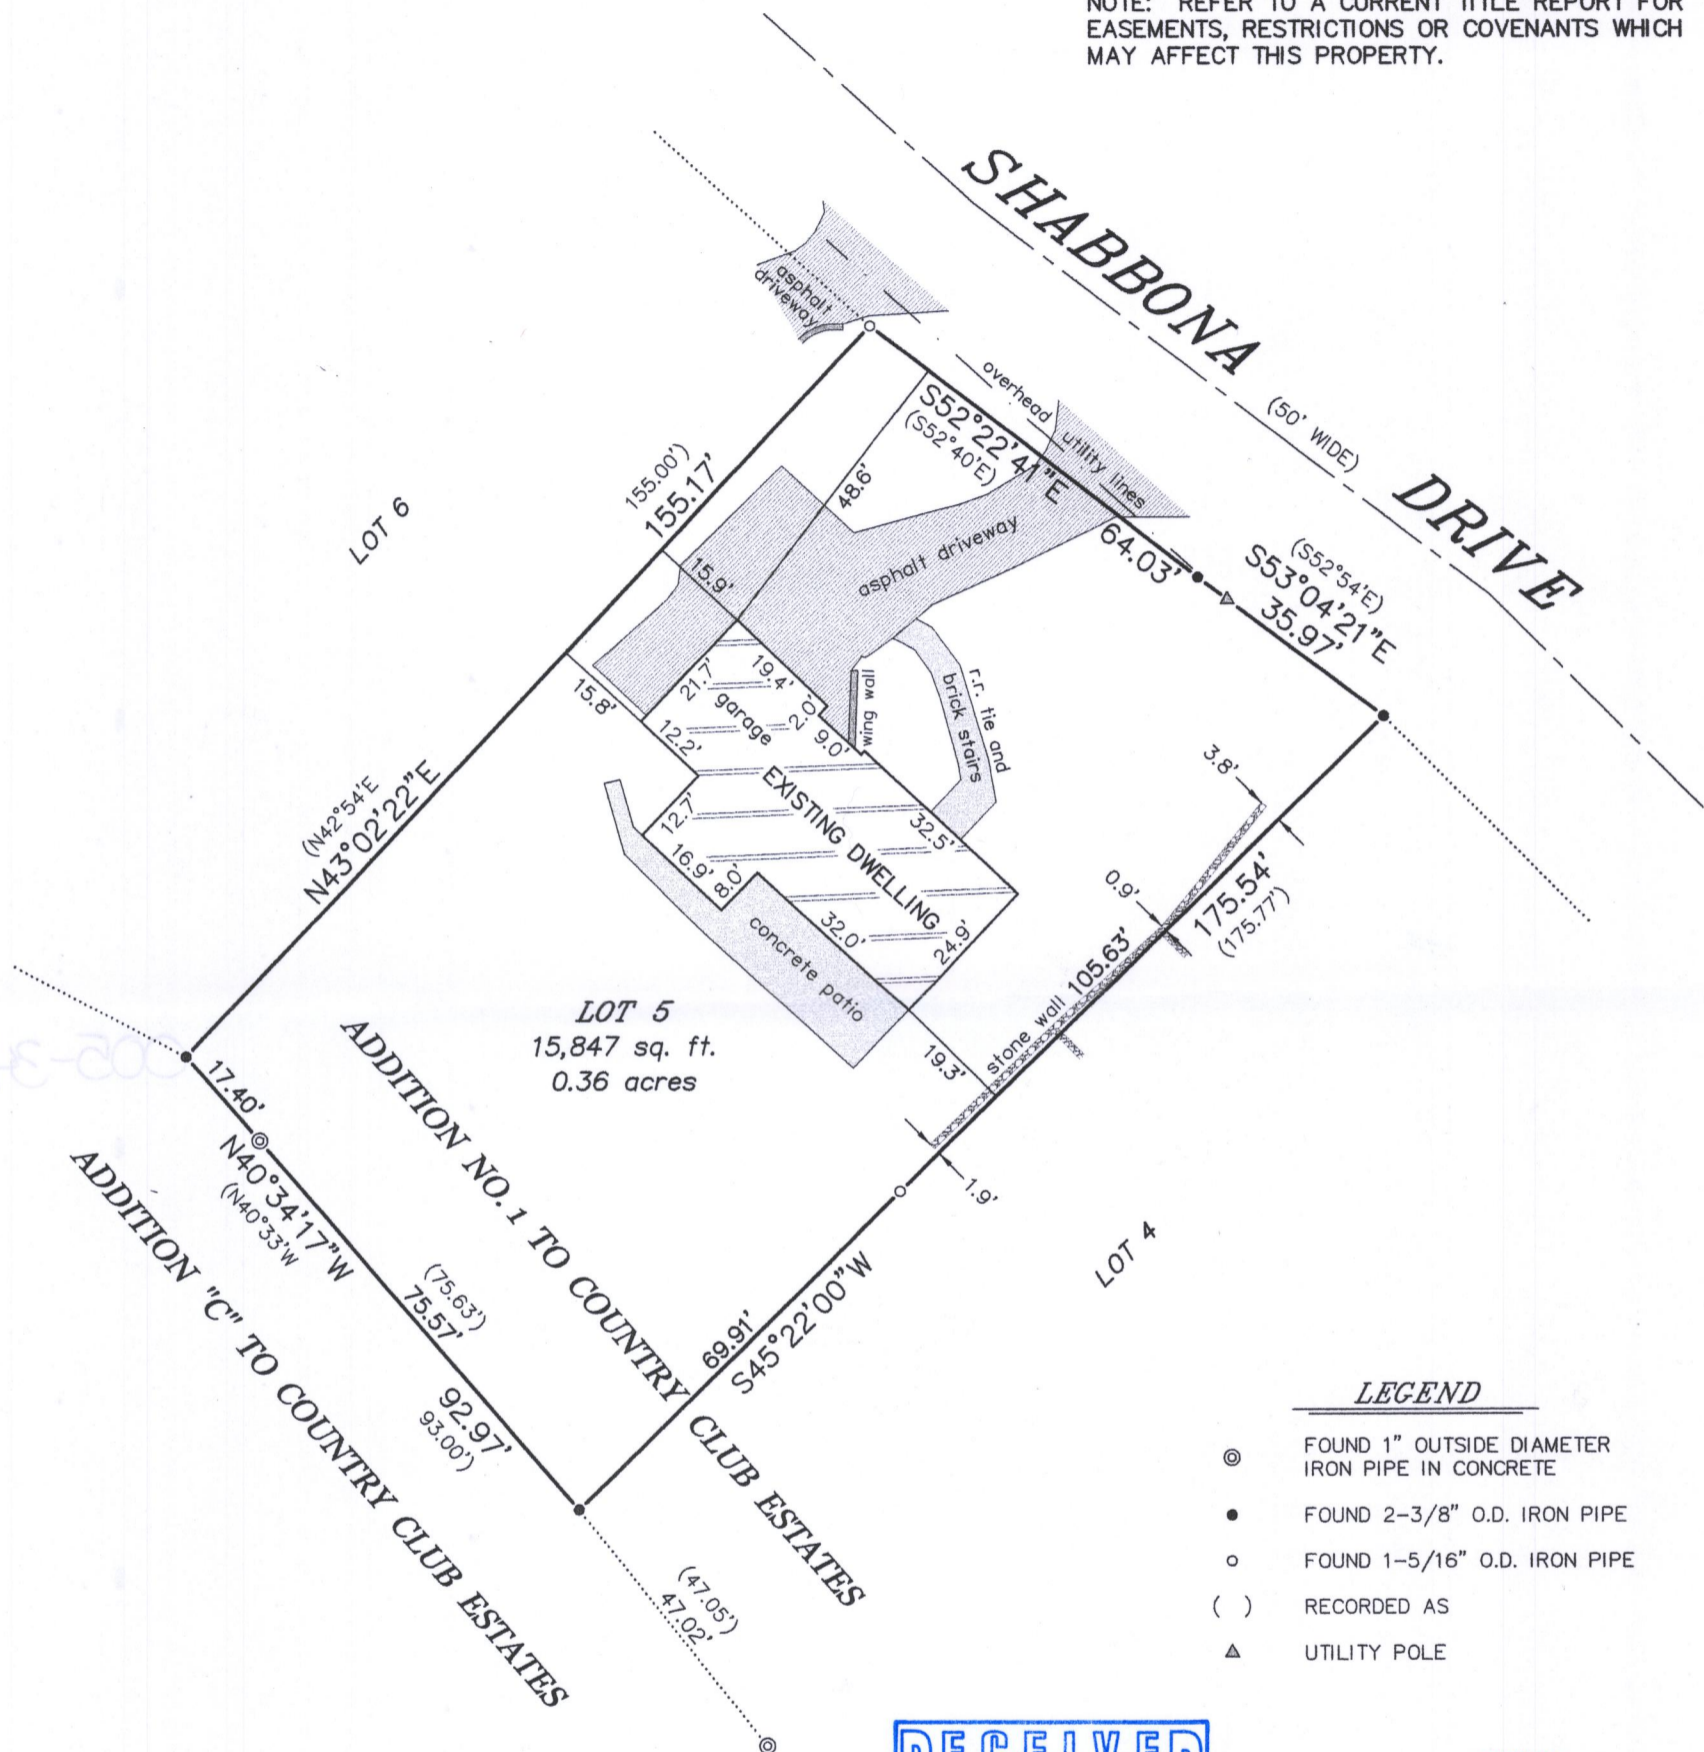 NOTE: REFER TO A CURRENT TITLE REPORT FOR
EASEMENTS, RESTRICTIONS OR COVENANTS WHICH
MAY AFFECT THIS PROPERTY.
SHABBONA
(50' WIDE)
DRIVE
asphalt
driveway
overhead
utility lines
S52°22'41"E
(S52°40'E)
64.03'
(S52°54'E)
S53°04'21"E
35.97'
155.00')
155.17'
48.6'
LOT 6
asphalt driveway
15.9'
15.8'
21.7'
19.4'
2.0'
9.0'
garage
wing wall
r.r. tie and
brick stairs
12.2'
EXISTING DWELLING
12.7'
32.5'
16.9'
8.0'
32.0'
24.9'
concrete patio
(N42°54'E
N43°02'22"E
3.8'
0.9'
175.54'
(175.77')
stone wall
105.63'
19.3'
1.9'
LOT 5
15,847 sq. ft.
0.36 acres
17.40'
N40°34'17"W
(N40°33'W
(75.63')
75.57'
92.97'
93.00')
ADDITION NO. 1 TO COUNTRY CLUB ESTATES
ADDITION "C" TO COUNTRY CLUB ESTATES
69.91'
S45°22'00"W
LOT 4
(47.05')
47.02'
LEGEND
FOUND 1" OUTSIDE DIAMETER
IRON PIPE IN CONCRETE
FOUND 2-3/8" O.D. IRON PIPE
FOUND 1-5/16" O.D. IRON PIPE
( ) RECORDED AS
UTILITY POLE
RECEIVED